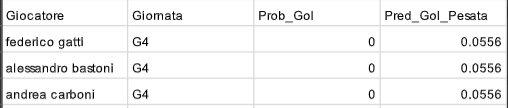 Giocatore Giornata Prob_Gol Pred_Gol_Pesata
federico gatti G4 0 0.0556
alessandro bastoni G4 0 0.0556
andrea carboni G4 0 0.0556